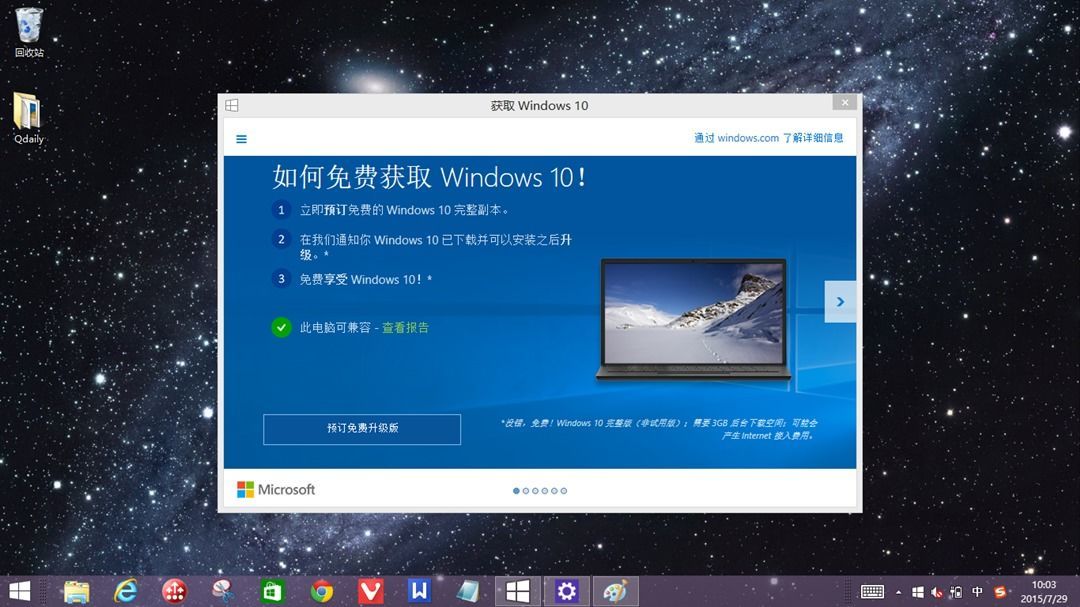 回收站
Qdaily
获取 Windows 10
通过 windows.com 了解详细信息
如何免费获取 Windows 10！
1 立即预订免费的 Windows 10 完整副本。
2 在我们通知你 Windows 10 已下载并可以安装之后升
级。*
3 免费享受 Windows 10！*
此电脑可兼容 - 查看报告
预订免费升级版
*没错，免费！Windows 10 完整版（非试用版）；需要 3GB 后台下载空间；可能会
产生 Internet 接入费用。
Microsoft
W
中
S
10:03
2015/7/29